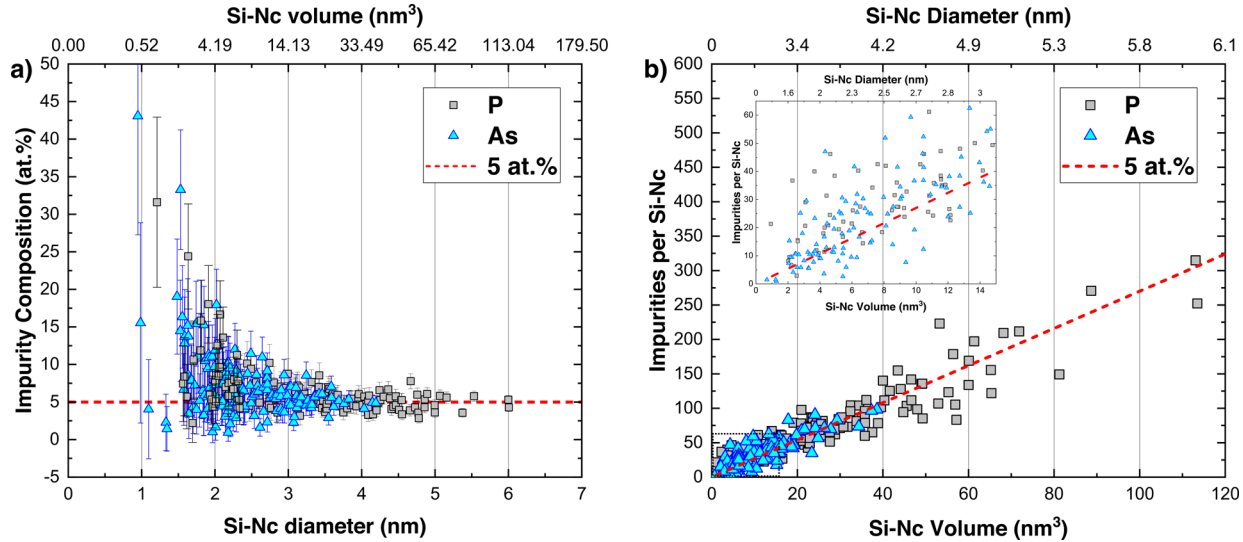 Si-Nc volume (nm³)
0.00 0.52 4.19 14.13 33.49 65.42 113.04 179.50
a)
50
45
40
35
30
25
20
15
10
5
0
-5
Impurity Composition (at.%)
P
As
5 at.%
0 1 2 3 4 5 6 7
Si-Nc diameter (nm)
Si-Nc Diameter (nm)
0 3.4 4.2 4.9 5.3 5.8 6.1
b)
600
550
500
450
400
350
300
250
200
150
100
50
0
Impurities per Si-Nc
P
As
5 at.%
Si-Nc Diameter (nm)
0 1.6 2 2.3 2.5 2.7 2.8 3
60
50
40
30
20
10
0
Impurities per Si-Nc
0 2 4 6 8 10 12 14
Si-Nc Volume (nm³)
0 20 40 60 80 100 120
Si-Nc Volume (nm³)